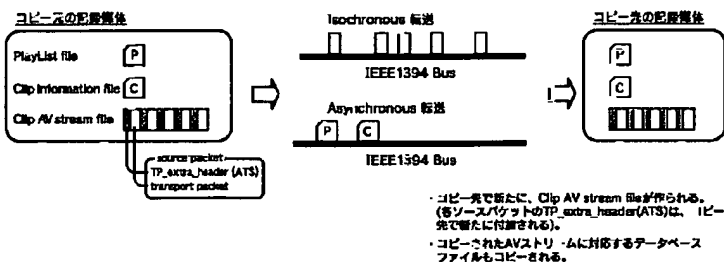 コピー元の記録媒体
PlayList file
P
Clip Information file
C
Clip AV stream file
source packet
TP_extra_header (ATS)
transport packet
Isochronous 転送
IEEE1394 Bus
Asynchronous 転送
P
C
IEEE1394 Bus
コピー先の記録媒体
P
C
・コピー先で新たに、Clip AV stream fileが作られる。
(各ソースパケットのTP_extra_header(ATS)は、コピー
先で新たに付加される)。
・コピーされたAVストリームに対応するデータベース
ファイルもコピーされる。